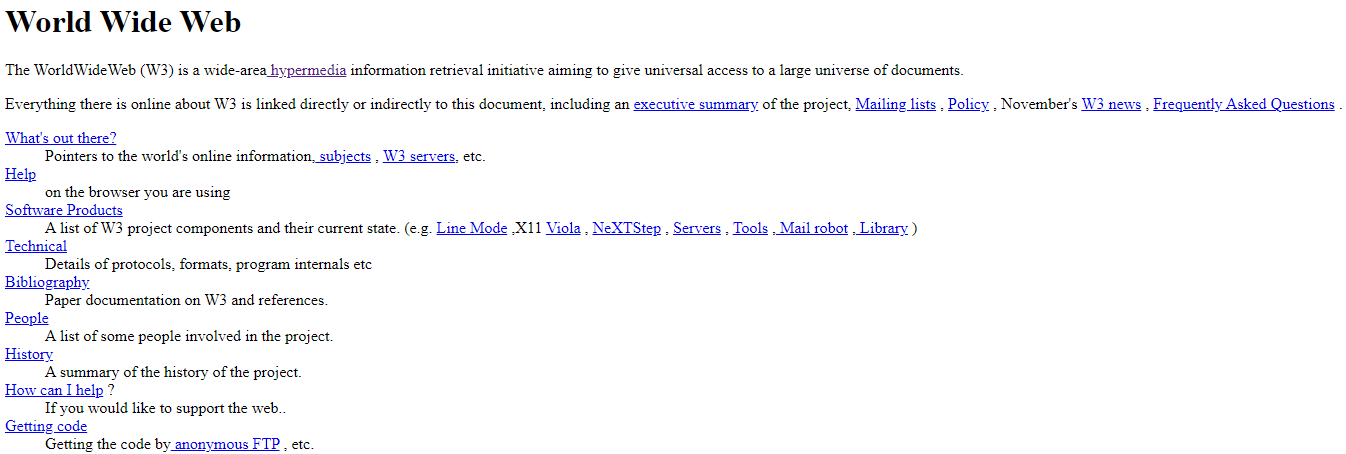 World Wide Web
The WorldWideWeb (W3) is a wide-area hypermedia information retrieval initiative aiming to give universal access to a large universe of documents.
Everything there is online about W3 is linked directly or indirectly to this document, including an executive summary of the project, Mailing lists , Policy , November's W3 news , Frequently Asked Questions .
What's out there?
Pointers to the world's online information, subjects , W3 servers, etc.
Help
on the browser you are using
Software Products
A list of W3 project components and their current state. (e.g. Line Mode ,X11 Viola , NeXTStep , Servers , Tools , Mail robot , Library )
Technical
Details of protocols, formats, program internals etc
Bibliography
Paper documentation on W3 and references.
People
A list of some people involved in the project.
History
A summary of the history of the project.
How can I help ?
If you would like to support the web..
Getting code
Getting the code by anonymous FTP , etc.